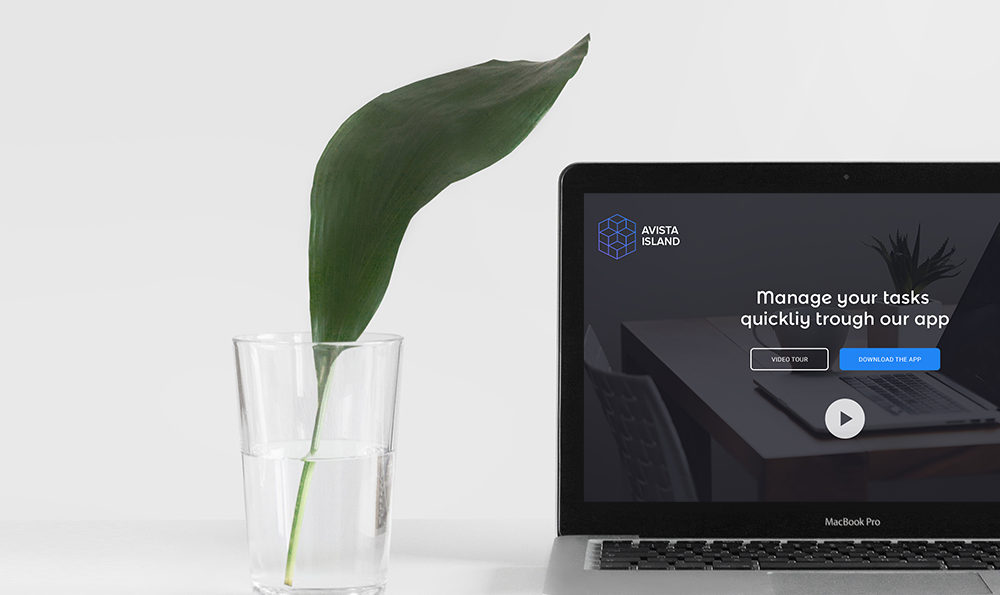 AVISTA
ISLAND
Manage your tasks
quickliy trough our app
VIDEO TOUR
DOWNLOAD THE APP
MacBook Pro